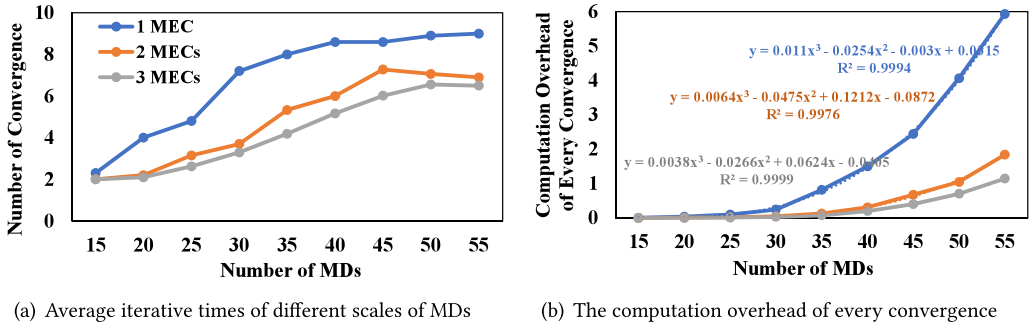 Number of Convergence
10
8
6
4
2
0
1 MEC
2 MECs
3 MECs
15 20 25 30 35 40 45 50 55
Number of MDs
(a) Average iterative times of different scales of MDs
Computation Overhead
of Every Convergence
6
5
4
3
2
1
0
y = 0.011x³ - 0.0254x² - 0.003x +
R² = 0.9994
y = 0.0064x³ - 0.0475x² + 0.1212x - 0.0872
R² = 0.9976
y = 0.0038x³ - 0.0266x² + 0.0624x - 0.0405
R² = 0.9999
15 20 25 30 35 40 45 50 55
Number of MDs
(b) The computation overhead of every convergence